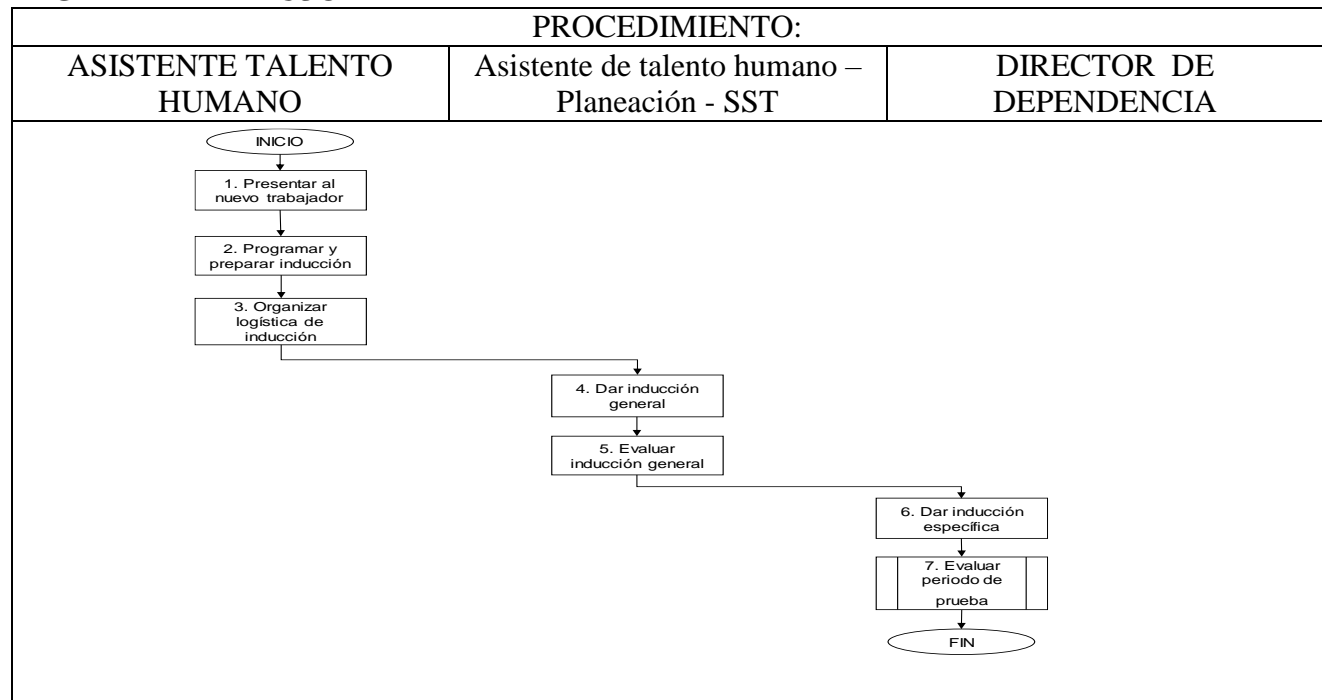 PROCEDIMIENTO:
ASISTENTE TALENTO
HUMANO
Asistente de talento humano –
Planeación - SST
DIRECTOR DE
DEPENDENCIA
INICIO
1. Presentar al
nuevo trabajador
2. Programar y
preparar inducción
3. Organizar
logística de
inducción
4. Dar inducción
general
5. Evaluar
inducción general
6. Dar inducción
específica
7. Evaluar
periodo de
prueba
FIN